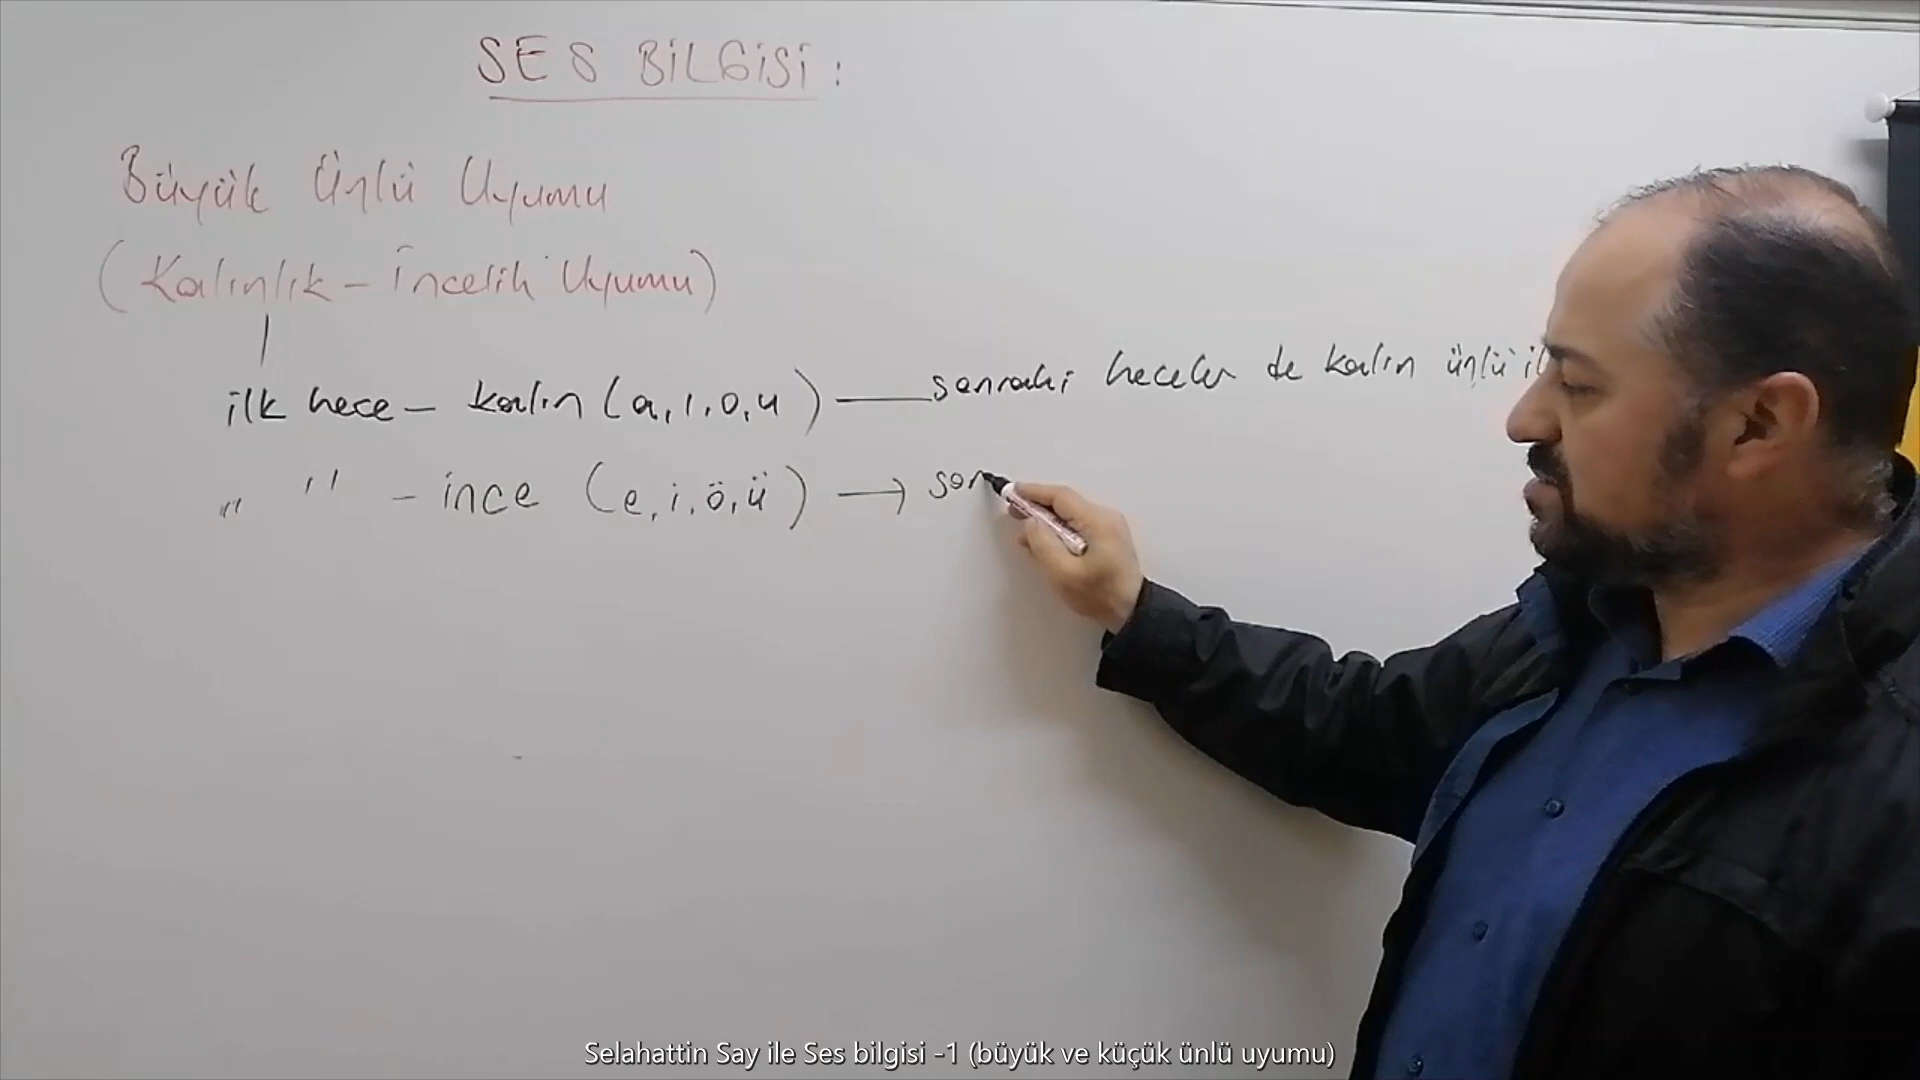 SES BİLGİSİ :
Büyük Ünlü Uyumu
(Kalınlık - İncelik Uyumu)
ilk hece - kalın (a, ı, o, u) — sonraki heceler de kalın ünlü
" " - ince (e, i, ö, ü) → son
Selahattin Say ile Ses bilgisi -1 (büyük ve küçük ünlü uyumu)